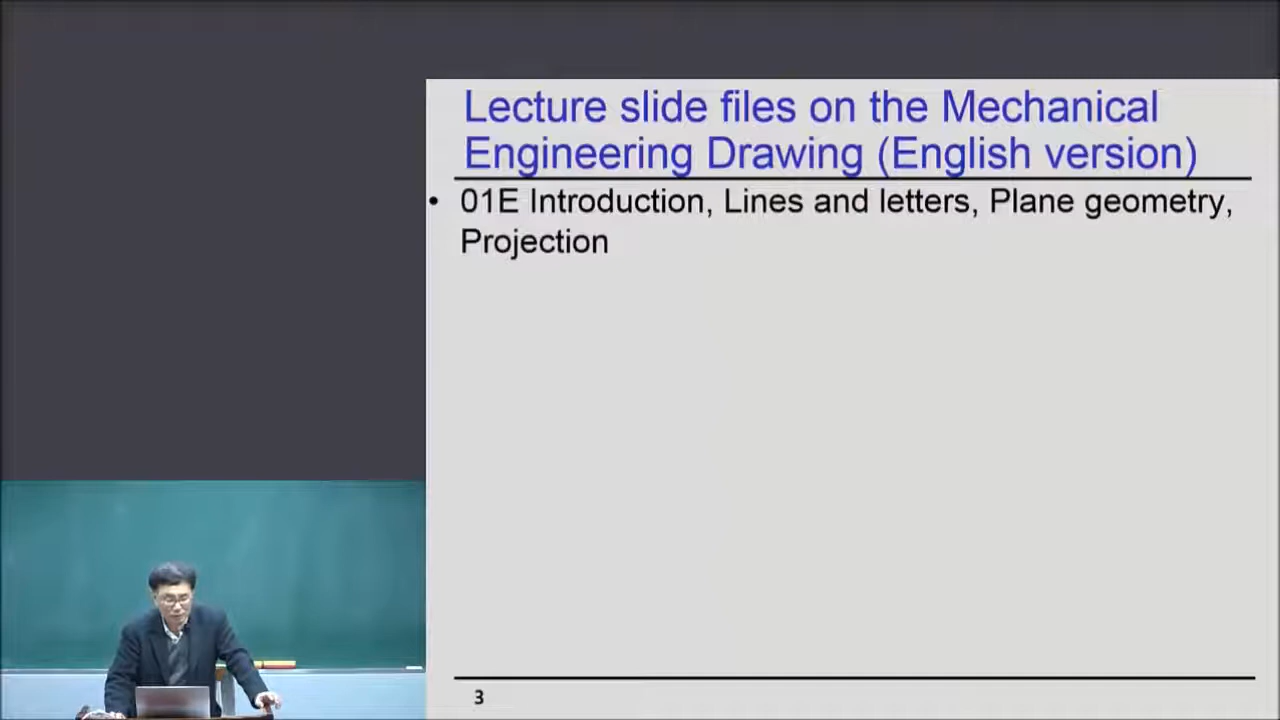 Lecture slide files on the Mechanical
Engineering Drawing (English version)
• 01E Introduction, Lines and letters, Plane geometry,
Projection
3